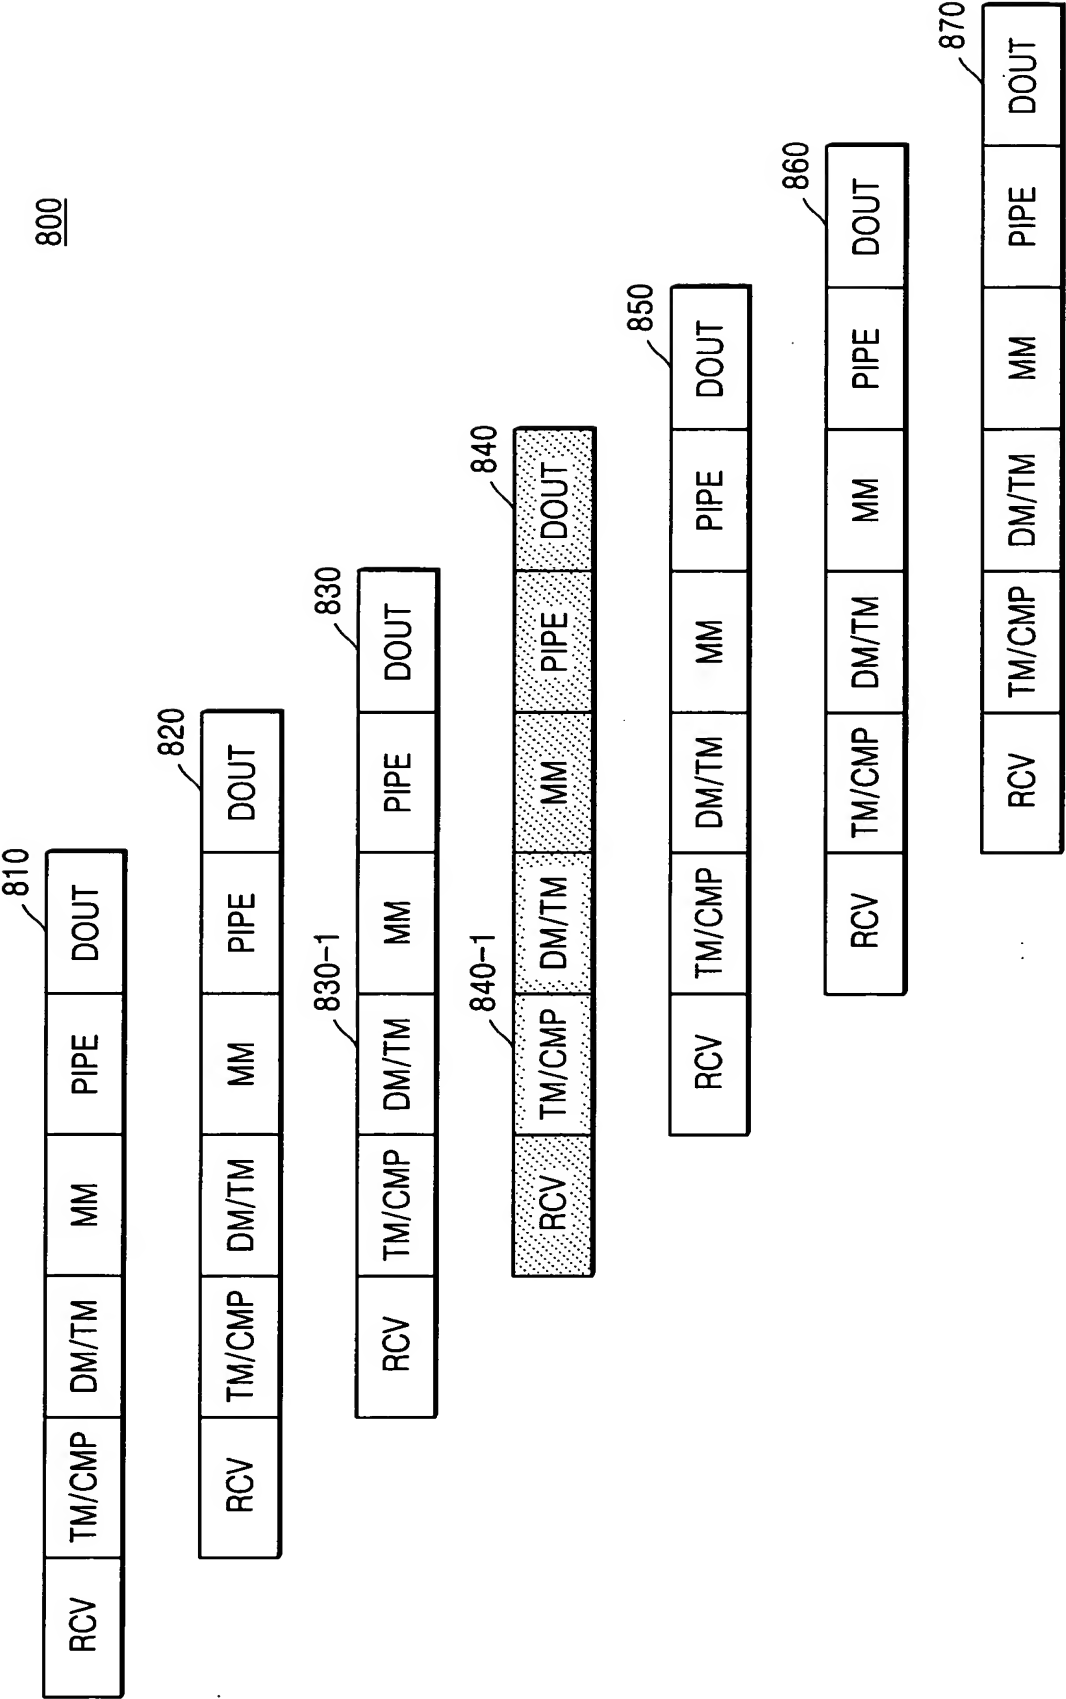 800
810
RCV TM/CMP DM/TM MM PIPE DOUT
820
RCV TM/CMP DM/TM MM PIPE DOUT
830-1 830
RCV TM/CMP DM/TM MM PIPE DOUT
840-1 840
RCV TM/CMP DM/TM MM PIPE DOUT
850
RCV TM/CMP DM/TM MM PIPE DOUT
860
RCV TM/CMP DM/TM MM PIPE DOUT
870
RCV TM/CMP DM/TM MM PIPE DOUT